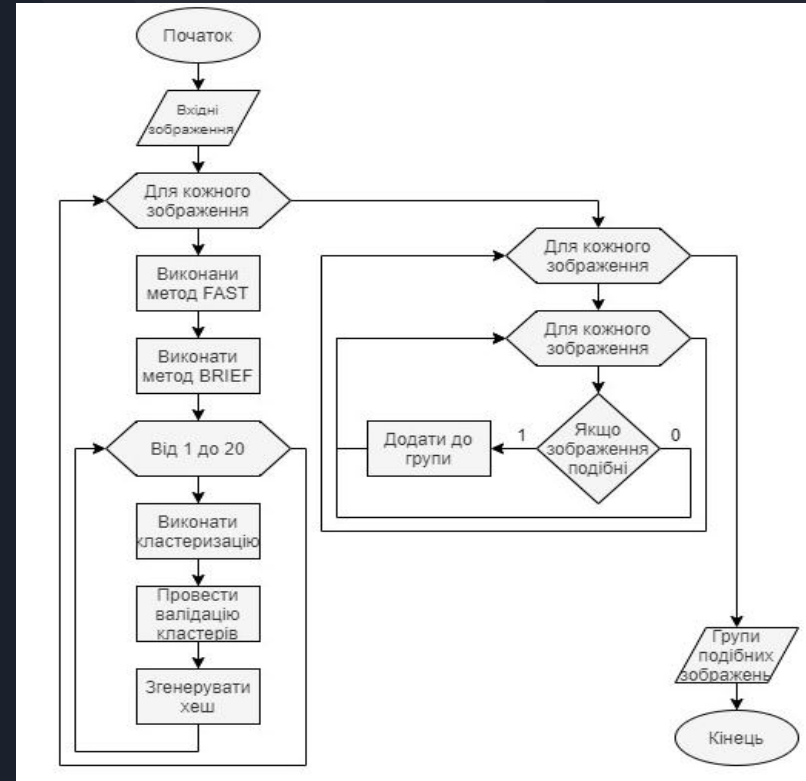 Початок
Вхідні
зображення
Для кожного
зображення
Виконани
метод FAST
Виконати
метод BRIEF
Від 1 до 20
Виконати
кластеризацію
Провести
валідацію
кластерів
Згенерувати
хеш
Для кожного
зображення
Для кожного
зображення
Якщо
зображення
подібні
1
0
Додати до
групи
Групи
подібних
зображень
Кінець